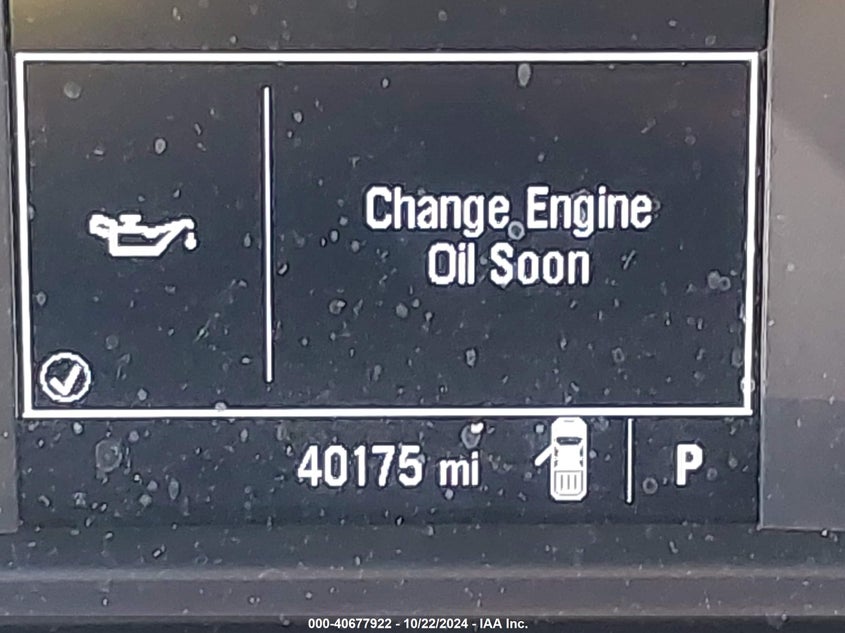 Change Engine
Oil Soon
40175 mi
P
000-40677922 - 10/22/2024 - IAA Inc.